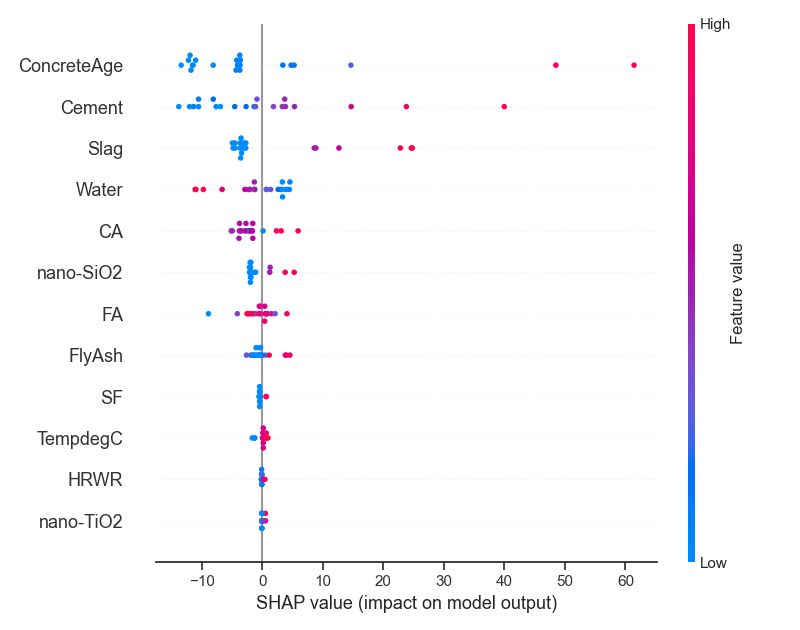 High
ConcreteAge
Cement
Slag
Water
CA
nano-SiO2
FA
FlyAsh
SF
TempdegC
HRWR
nano-TiO2
Feature value
Low
−10 0 10 20 30 40 50 60
SHAP value (impact on model output)